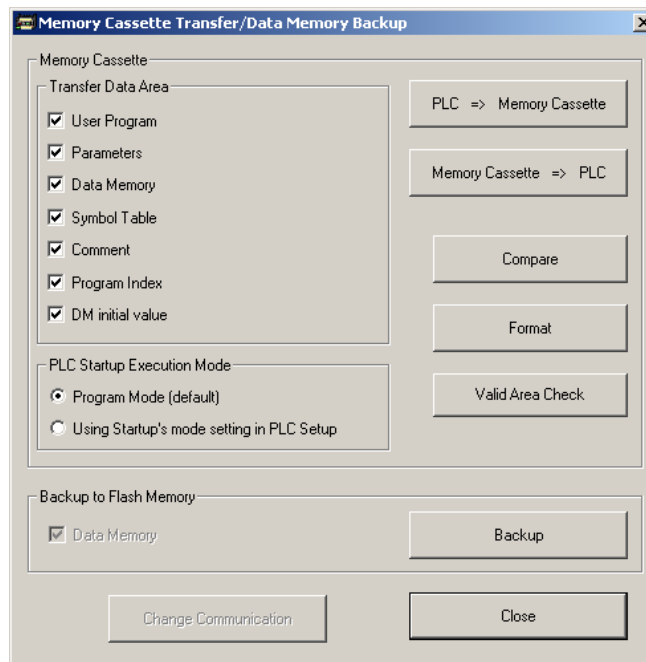 Memory Cassette Transfer/Data Memory Backup
Memory Cassette
Transfer Data Area
User Program
Parameters
Data Memory
Symbol Table
Comment
Program Index
DM initial value
PLC => Memory Cassette
Memory Cassette => PLC
Compare
Format
Valid Area Check
PLC Startup Execution Mode
Program Mode (default)
Using Startup's mode setting in PLC Setup
Backup to Flash Memory
Data Memory
Backup
Change Communication
Close